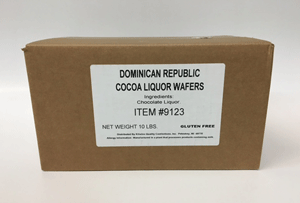 DOMINICAN REPUBLIC
COCOA LIQUOR WAFERS
Ingredients:
Chocolate Liquor.
ITEM #9123
NET WEIGHT 10 LBS. GLUTEN FREE